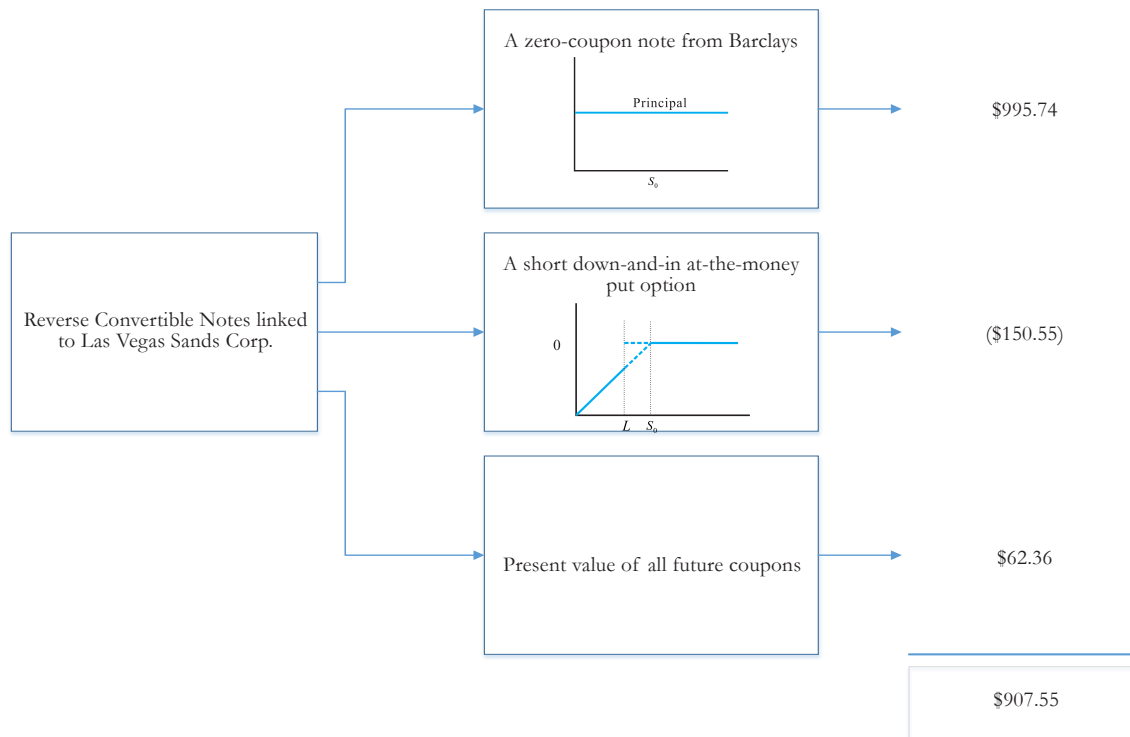 A zero-coupon note from Barclays
Principal
S₀
$995.74
Reverse Convertible Notes linked
to Las Vegas Sands Corp.
A short down-and-in at-the-money
put option
0
L S₀
($150.55)
Present value of all future coupons
$62.36
$907.55